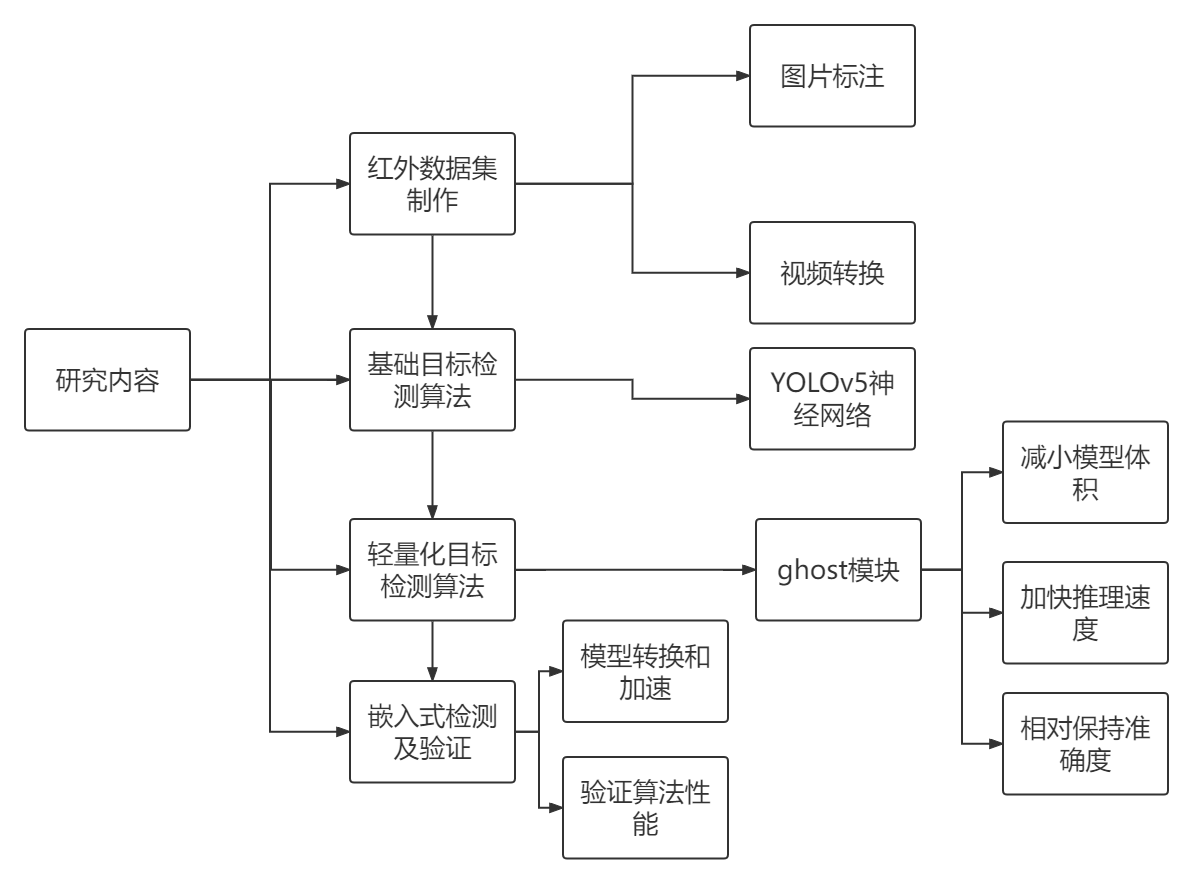 图片标注
红外数据集
制作
视频转换
研究内容
基础目标检
测算法
YOLOv5神
经网络
减小模型体
积
轻量化目标
检测算法
ghost模块
加快推理速
度
模型转换和
加速
嵌入式检测
及验证
相对保持准
确度
验证算法性
能